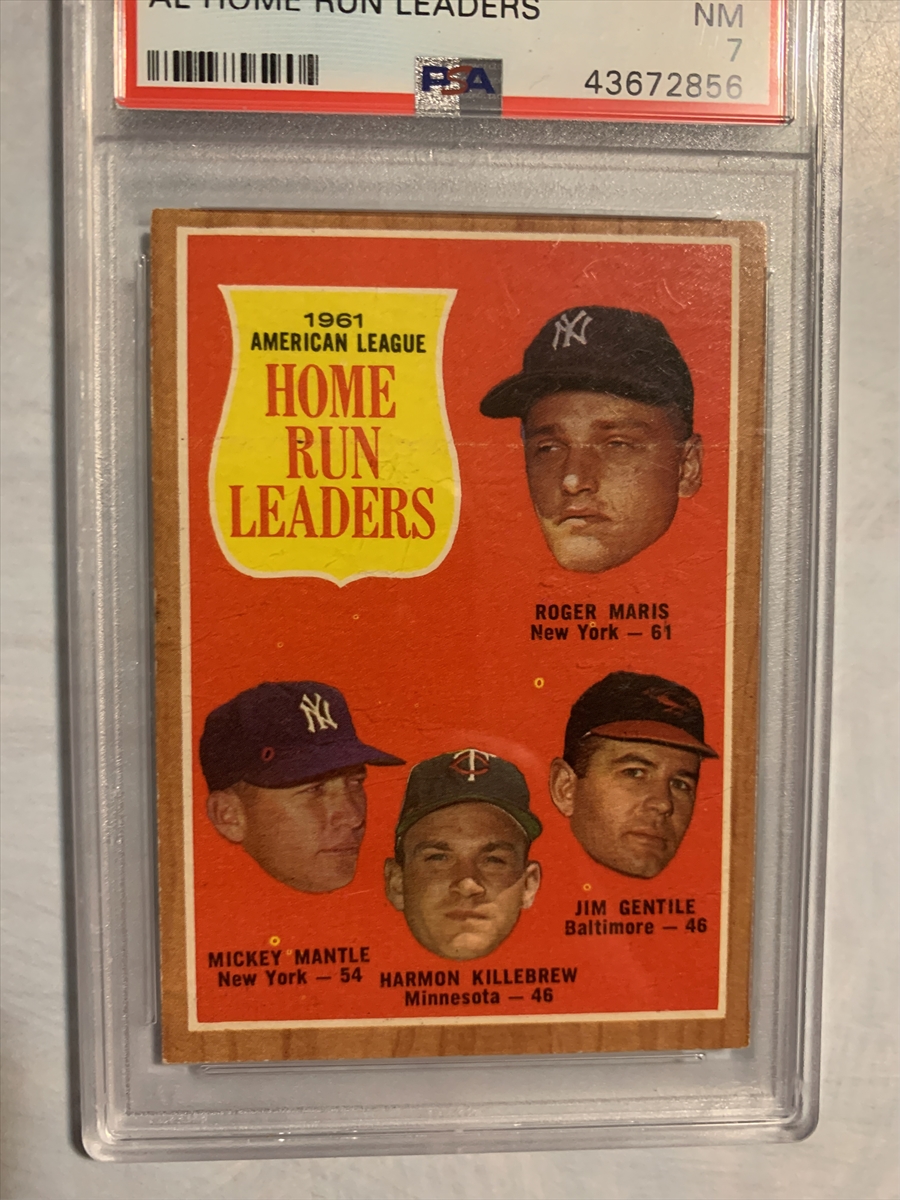 AL HOME RUN LEADERS
NM
7
PSA
43672856
1961
AMERICAN LEAGUE
HOME
RUN
LEADERS
NY
ROGER MARIS
New York — 61
NY
TC
JIM GENTILE
Baltimore — 46
MICKEY MANTLE
New York — 54
HARMON KILLEBREW
Minnesota — 46